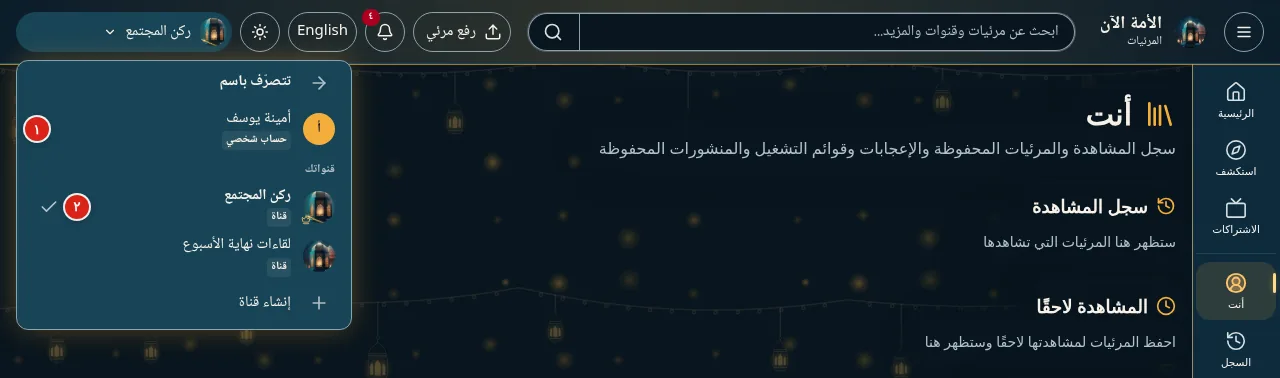 الأمة الآن
المرئيات
ابحث عن مرئيات وقنوات والمزيد...
رفع مرئي
٤
English
ركن المجتمع
تتصرّف باسم
أ
أمينة يوسف
حساب شخصي
١
قنواتك
ركن المجتمع
قناة
٢
لقاءات نهاية الأسبوع
قناة
إنشاء قناة
الرئيسية
استكشف
الاشتراكات
أنت
السجل
أنت
سجل المشاهدة والمرئيات المحفوظة والإعجابات وقوائم التشغيل والمنشورات المحفوظة
سجل المشاهدة
ستظهر هنا المرئيات التي تشاهدها
المشاهدة لاحقًا
احفظ المرئيات لمشاهدتها لاحقًا وستظهر هنا